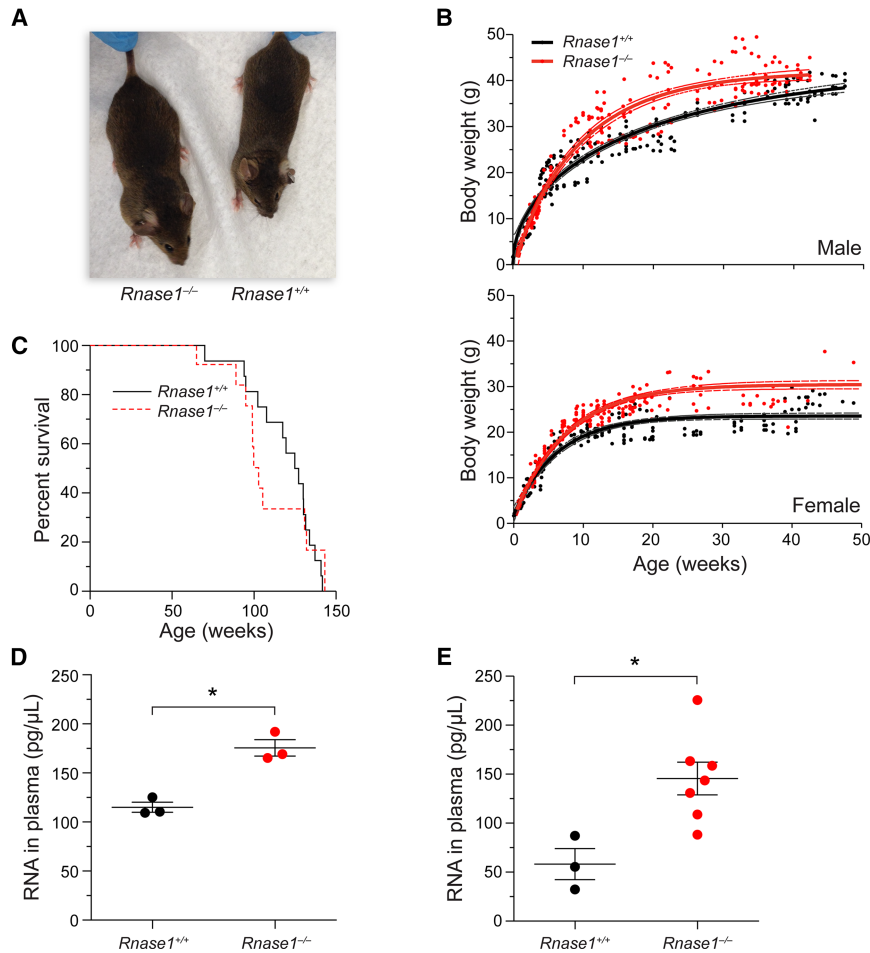 A
Rnase1–/–
Rnase1+/+
B
Body weight (g)
50
40
30
20
10
0
Rnase1+/+
Rnase1–/–
Male
Body weight (g)
50
40
30
20
10
0
Female
0 10 20 30 40 50
Age (weeks)
C
Percent survival
100
80
60
40
20
0
Rnase1+/+
Rnase1–/–
0 50 100 150
Age (weeks)
D
RNA in plasma (pg/µL)
250
200
150
100
50
0
*
Rnase1+/+
Rnase1–/–
E
RNA in plasma (pg/µL)
250
200
150
100
50
0
*
Rnase1+/+
Rnase1–/–